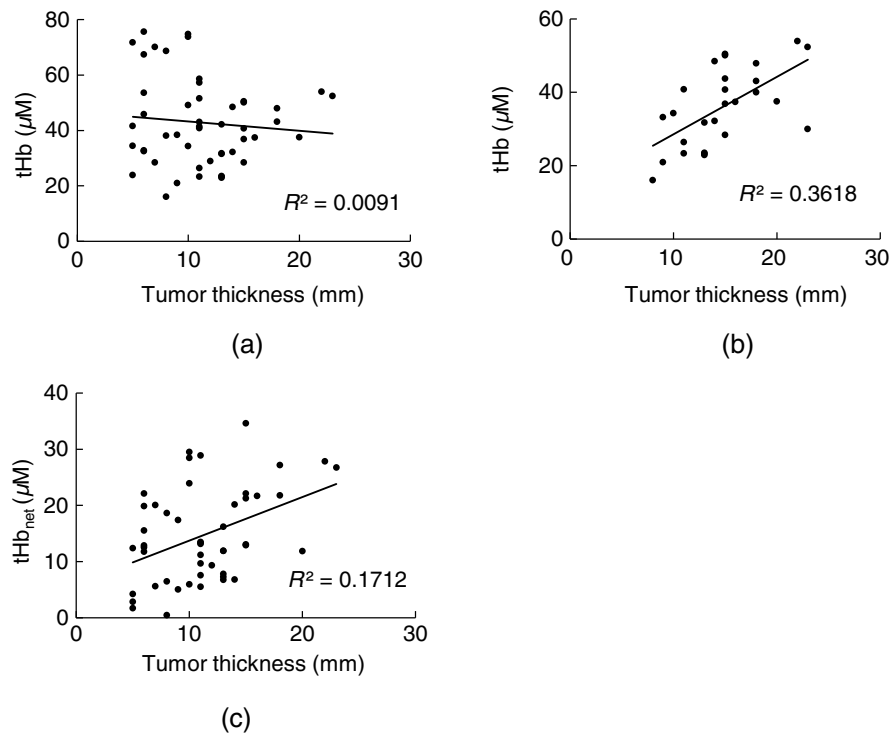 80
60
40
20
0
0
10
20
30
tHb (μM)
R² = 0.0091
Tumor thickness (mm)
(a)
60
40
20
0
0
10
20
30
tHb (μM)
R² = 0.3618
Tumor thickness (mm)
(b)
40
30
20
10
0
0
10
20
30
tHbnet (μM)
R² = 0.1712
Tumor thickness (mm)
(c)